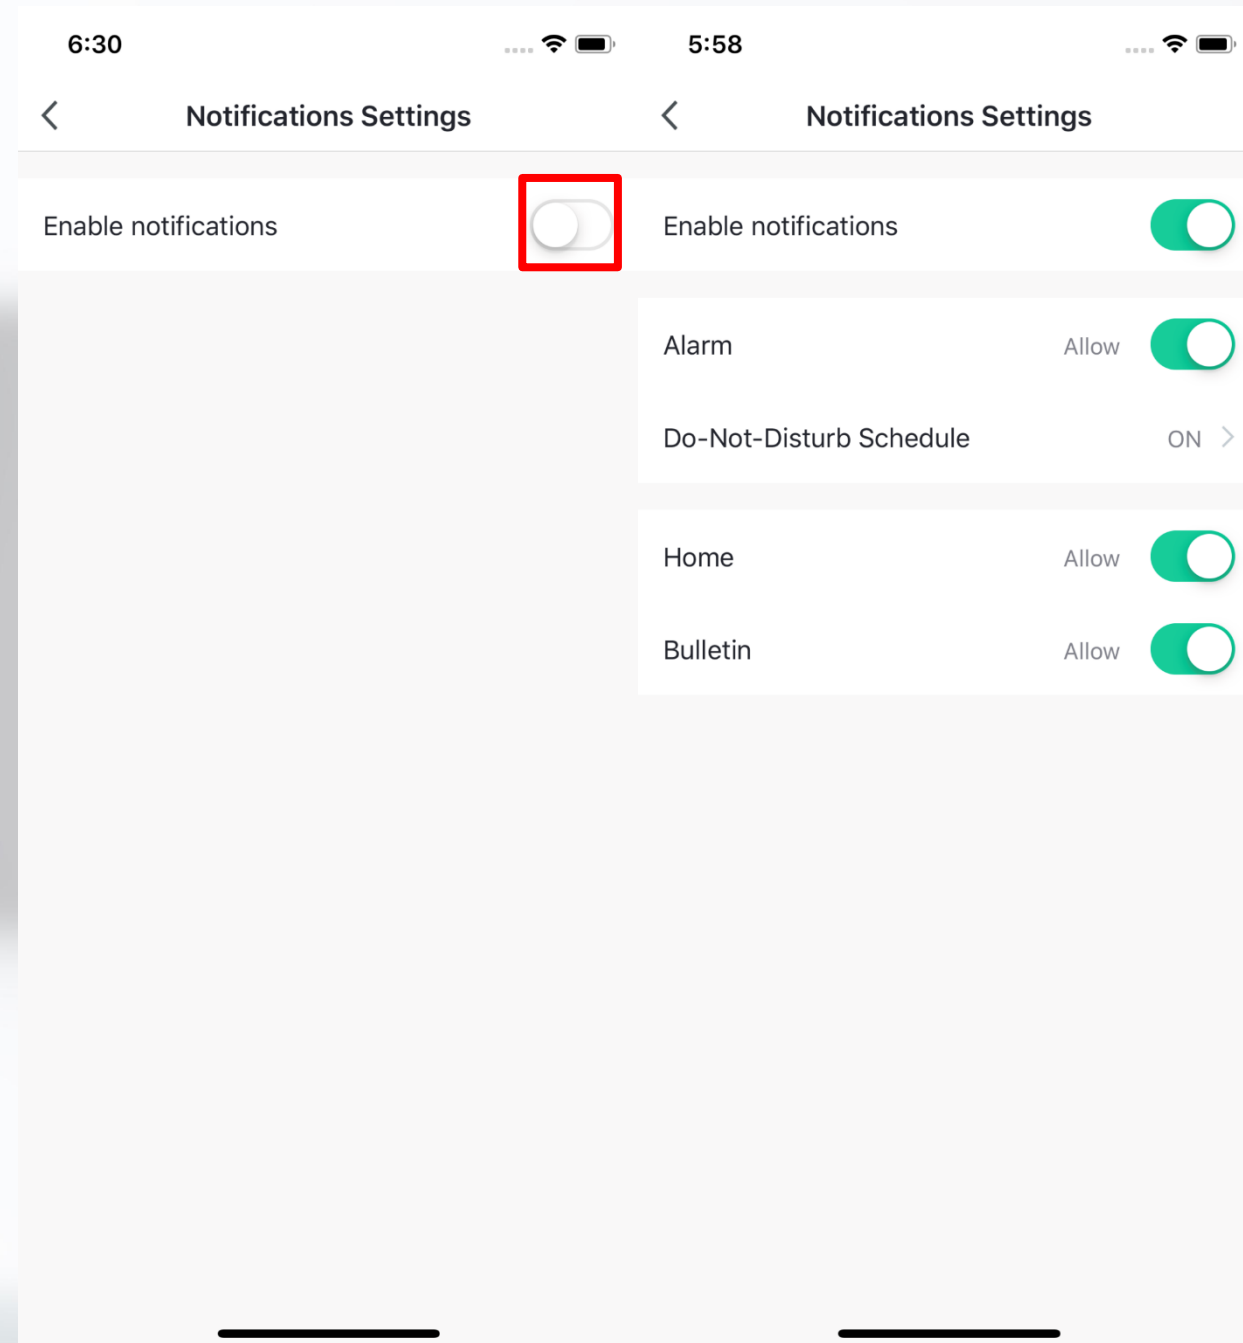 6:30
Notifications Settings
Enable notifications
5:58
Notifications Settings
Enable notifications
Alarm Allow
Do-Not-Disturb Schedule ON
Home Allow
Bulletin Allow